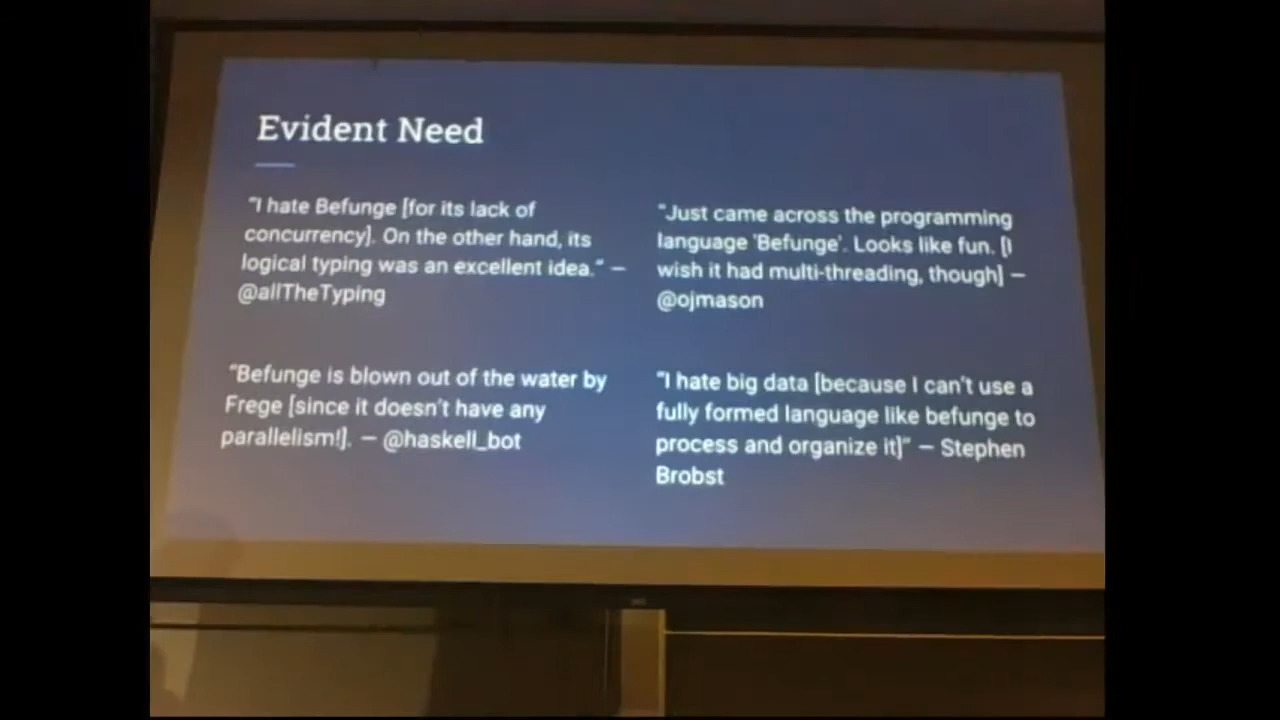 Evident Need
"I hate Befunge [for its lack of
concurrency]. On the other hand, its
logical typing was an excellent idea." —
@allTheTyping
"Just came across the programming
language 'Befunge'. Looks like fun. [I
wish it had multi-threading, though] —
@ojmason
"Befunge is blown out of the water by
Frege [since it doesn't have any
parallelism!]. — @haskell_bot
"I hate big data [because I can't use a
fully formed language like befunge to
process and organize it]" — Stephen
Brobst